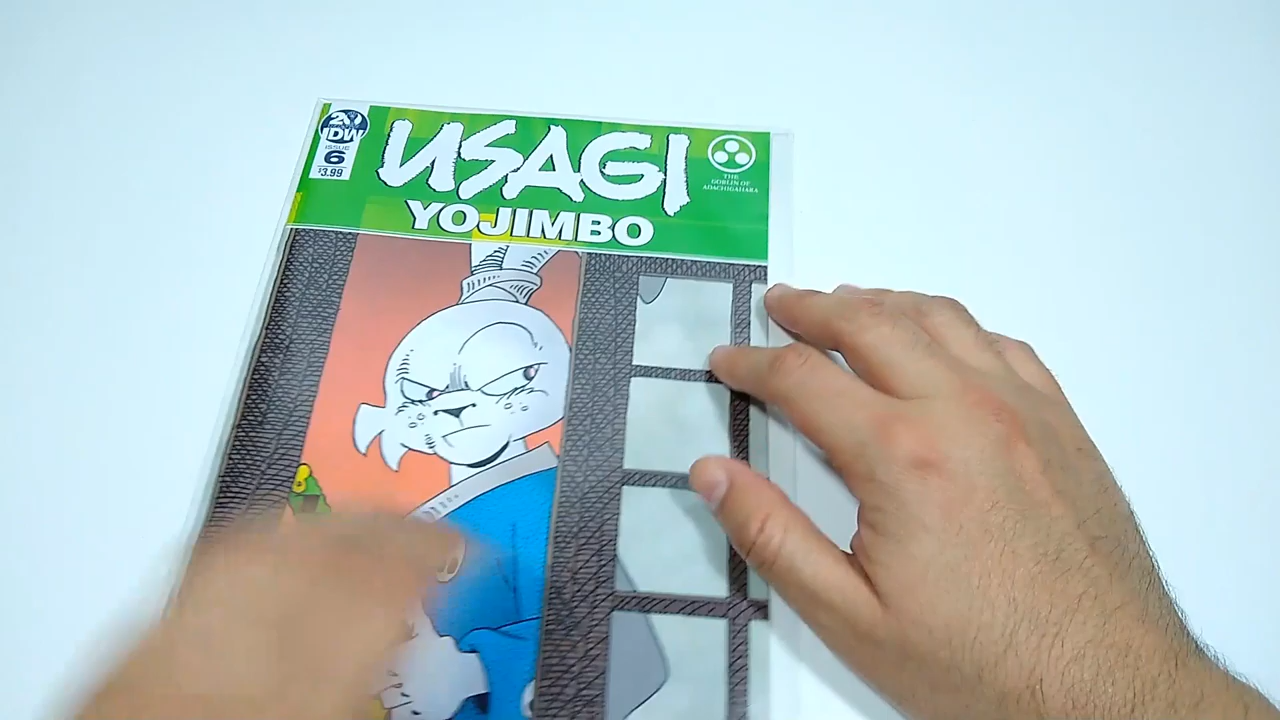 20
IDW
ISSUE
6
$3.99
USAGI
YOJIMBO
THE
GOBLIN OF
ADACHIGAHARA